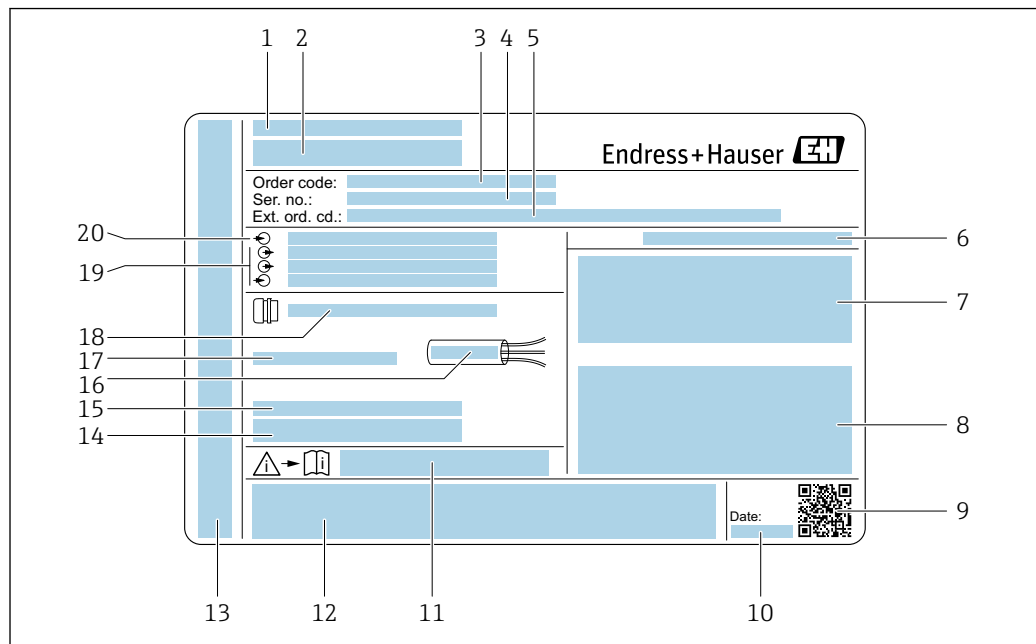 1 2 3 4 5
Endress+Hauser EH
Order code:
Ser. no.:
Ext. ord. cd.:
20
6
19
7
18
17
16
15
14
8
i i
Date:
9
13 12 11 10